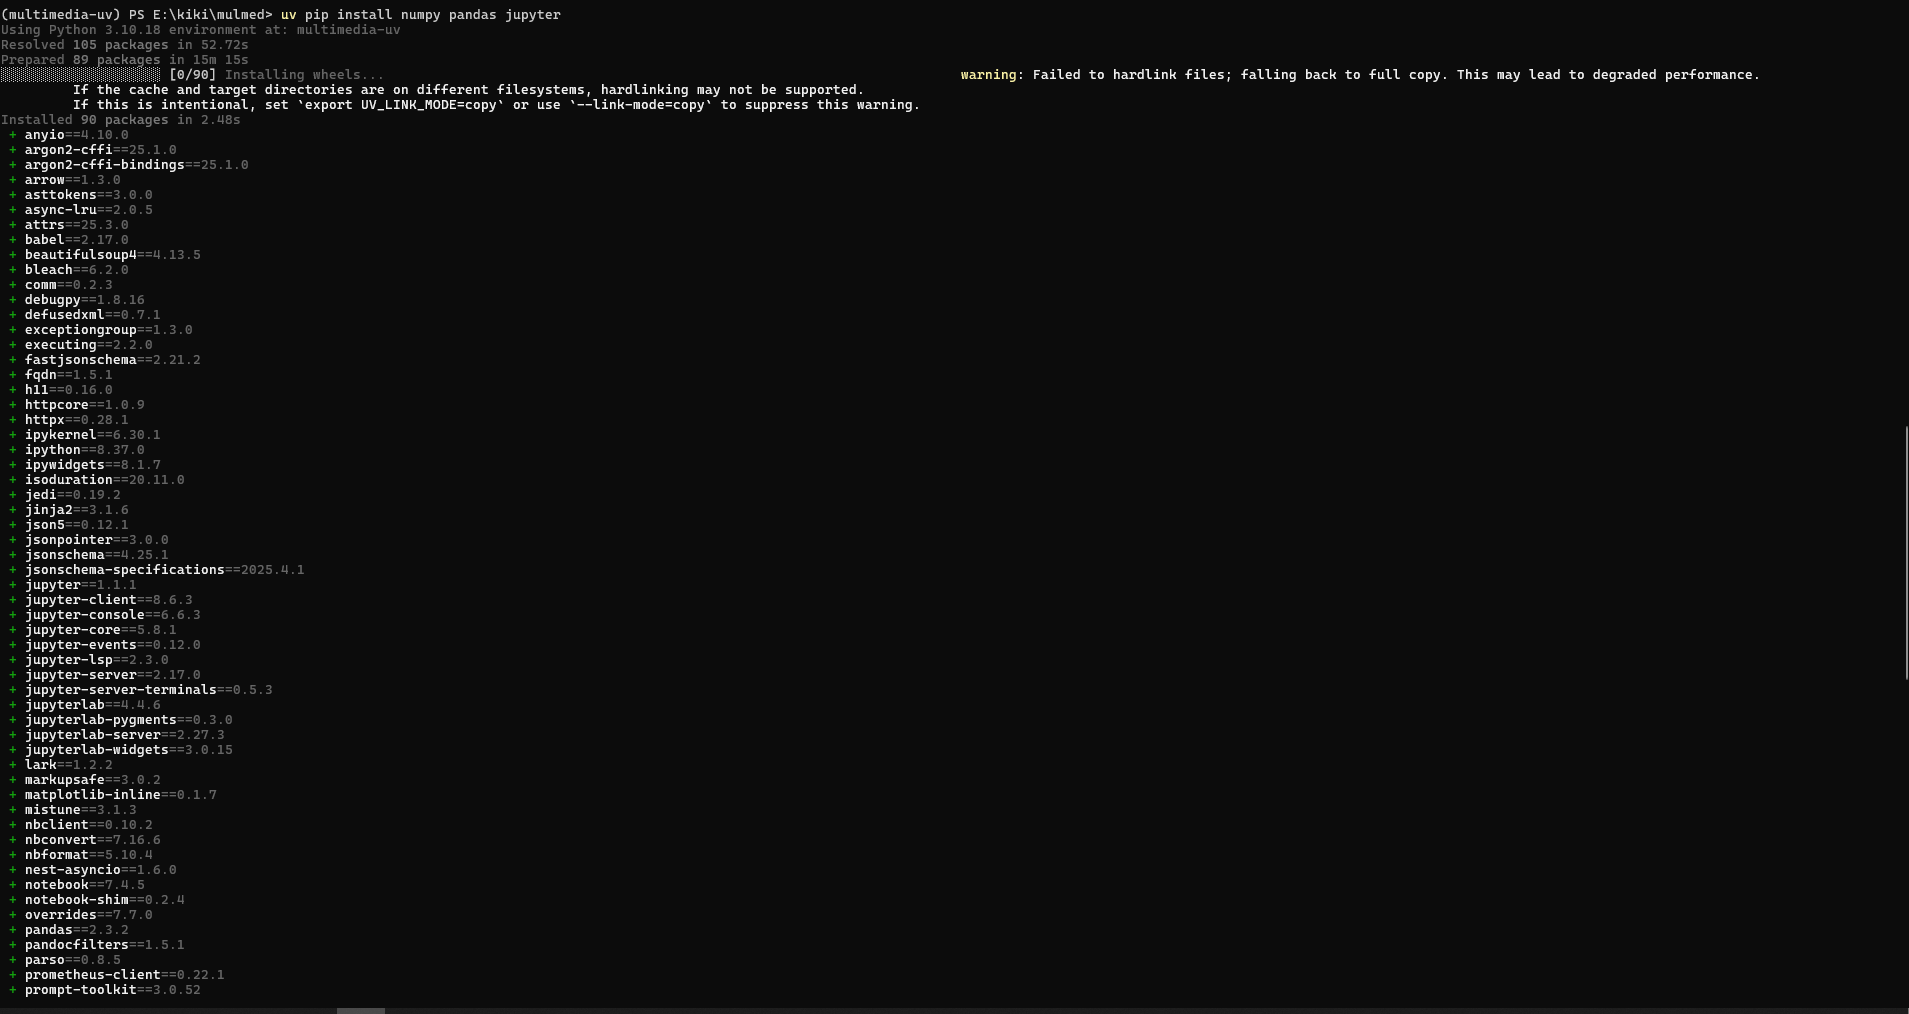 (multimedia-uv) PS E:\kiki\mulmed> uv pip install numpy pandas jupyter
Using Python 3.10.18 environment at: multimedia-uv
Resolved 105 packages in 52.72s
Prepared 89 packages in 15m 15s
░░░░░░░░░░░░░░░░░░░░ [0/90] Installing wheels... warning: Failed to hardlink files; falling back to full copy. This may lead to degraded performance.
If the cache and target directories are on different filesystems, hardlinking may not be supported.
If this is intentional, set `export UV_LINK_MODE=copy` or use `--link-mode=copy` to suppress this warning.
Installed 90 packages in 2.48s
+ anyio==4.10.0
+ argon2-cffi==25.1.0
+ argon2-cffi-bindings==25.1.0
+ arrow==1.3.0
+ asttokens==3.0.0
+ async-lru==2.0.5
+ attrs==25.3.0
+ babel==2.17.0
+ beautifulsoup4==4.13.5
+ bleach==6.2.0
+ comm==0.2.3
+ debugpy==1.8.16
+ defusedxml==0.7.1
+ exceptiongroup==1.3.0
+ executing==2.2.0
+ fastjsonschema==2.21.2
+ fqdn==1.5.1
+ h11==0.16.0
+ httpcore==1.0.9
+ httpx==0.28.1
+ ipykernel==6.30.1
+ ipython==8.37.0
+ ipywidgets==8.1.7
+ isoduration==20.11.0
+ jedi==0.19.2
+ jinja2==3.1.6
+ json5==0.12.1
+ jsonpointer==3.0.0
+ jsonschema==4.25.1
+ jsonschema-specifications==2025.4.1
+ jupyter==1.1.1
+ jupyter-client==8.6.3
+ jupyter-console==6.6.3
+ jupyter-core==5.8.1
+ jupyter-events==0.12.0
+ jupyter-lsp==2.3.0
+ jupyter-server==2.17.0
+ jupyter-server-terminals==0.5.3
+ jupyterlab==4.4.6
+ jupyterlab-pygments==0.3.0
+ jupyterlab-server==2.27.3
+ jupyterlab-widgets==3.0.15
+ lark==1.2.2
+ markupsafe==3.0.2
+ matplotlib-inline==0.1.7
+ mistune==3.1.3
+ nbclient==0.10.2
+ nbconvert==7.16.6
+ nbformat==5.10.4
+ nest-asyncio==1.6.0
+ notebook==7.4.5
+ notebook-shim==0.2.4
+ overrides==7.7.0
+ pandas==2.3.2
+ pandocfilters==1.5.1
+ parso==0.8.5
+ prometheus-client==0.22.1
+ prompt-toolkit==3.0.52